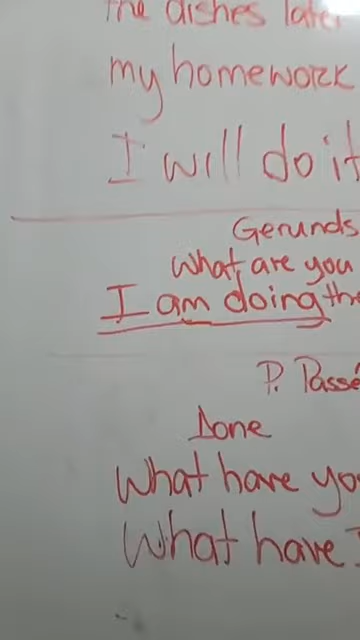 the dishes later
my homework
I will do it
Gerunds
What are you
I am doing the
P. Passé
Done
What have yo
What have I